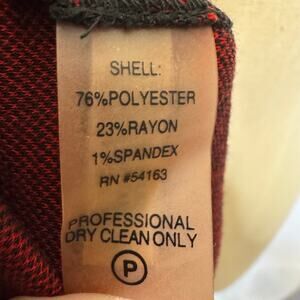 SHELL:
76%POLYESTER
23%RAYON
1%SPANDEX
RN #54163
PROFESSIONAL
DRY CLEAN ONLY
P